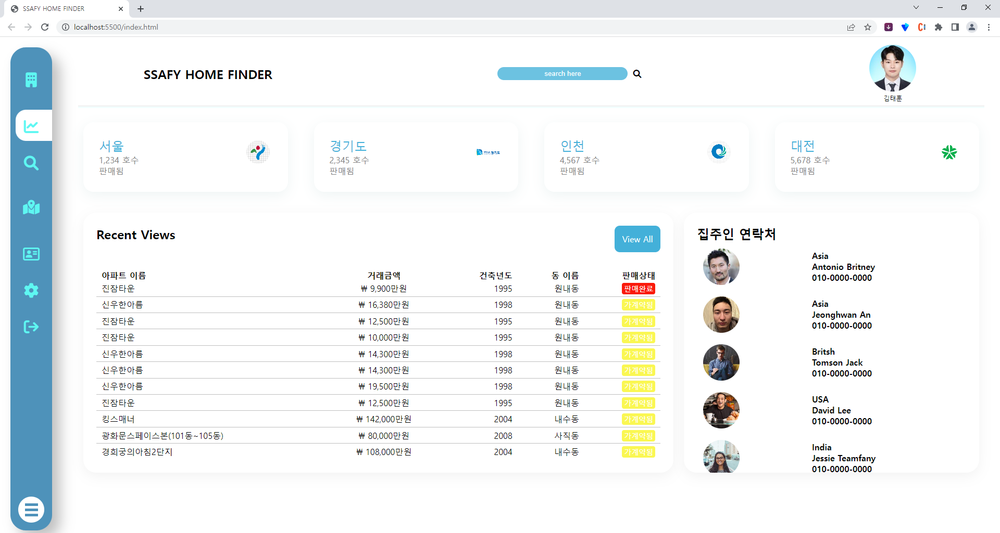 SSAFY HOME FINDER
localhost:5500/index.html
SSAFY HOME FINDER
search here
김태훈
서울
1,234 호수
판매됨
경기도
2,345 호수
판매됨
경기도
인천
4,567 호수
판매됨
대전
5,678 호수
판매됨
Recent Views
View All
아파트 이름 거래금액 건축년도 동 이름 판매상태
진잠타운 ₩ 9,900만원 1995 원내동 판매완료
신우한아름 ₩ 16,380만원 1998 원내동 가계약됨
진잠타운 ₩ 12,500만원 1995 원내동 가계약됨
진잠타운 ₩ 10,000만원 1995 원내동 가계약됨
신우한아름 ₩ 14,300만원 1998 원내동 가계약됨
신우한아름 ₩ 14,300만원 1998 원내동 가계약됨
신우한아름 ₩ 19,500만원 1998 원내동 가계약됨
진잠타운 ₩ 12,500만원 1995 원내동 가계약됨
킹스매너 ₩ 142,000만원 2004 내수동 가계약됨
광화문스페이스본(101동~105동) ₩ 80,000만원 2008 사직동 가계약됨
경희궁의아침2단지 ₩ 108,000만원 2004 내수동 가계약됨
집주인 연락처
Asia
Antonio Britney
010-0000-0000
Asia
Jeonghwan An
010-0000-0000
Britsh
Tomson Jack
010-0000-0000
USA
David Lee
010-0000-0000
India
Jessie Teamfany
010-0000-0000